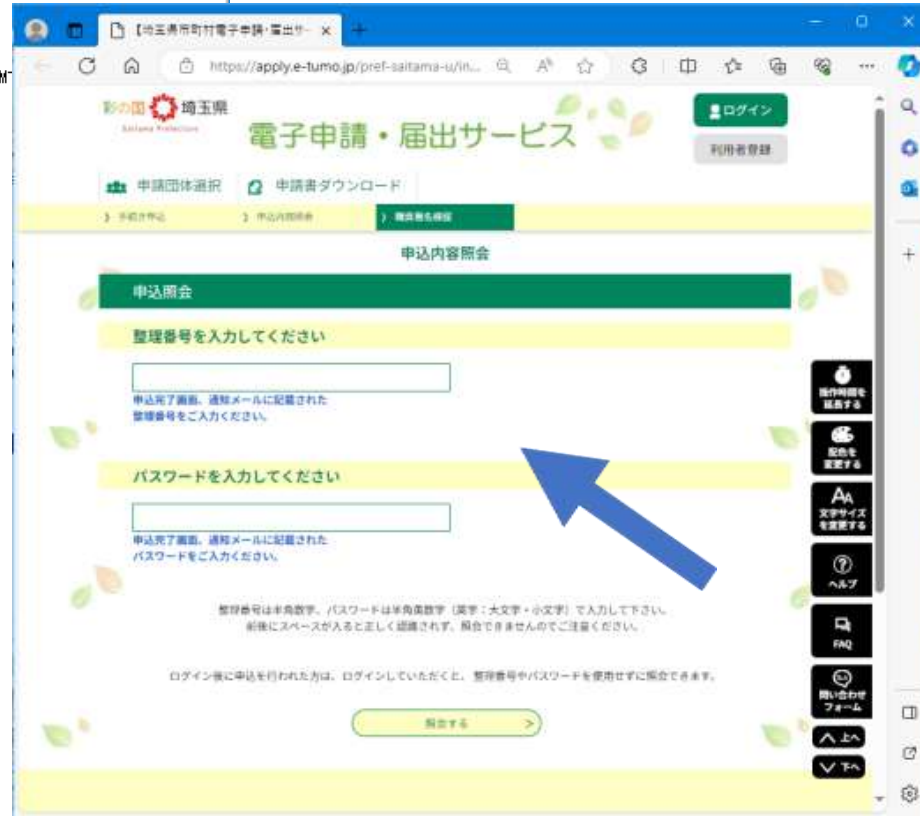 【埼玉県市町村電子申請・届出サー
https://apply.e-tumo.jp/pref-saitama-u/in...
彩の国 埼玉県
Saitama Prefecture
電子申請・届出サービス
ログイン
利用者登録
申請団体選択
申請書ダウンロード
手続き申込
申込内容照会
職責署名検証
申込内容照会
申込照会
整理番号を入力してください
申込完了画面、通知メールに記載された
整理番号をご入力ください。
パスワードを入力してください
申込完了画面、通知メールに記載された
パスワードをご入力ください。
整理番号は半角数字、パスワードは半角英数字(英字:大文字・小文字)で入力して下さい。
前後にスペースが入ると正しく認識されず、照会できませんのでご注意ください。
ログイン後に申込を行われた方は、ログインしていただくと、整理番号やパスワードを使用せずに照会できます。
照会する
操作時間を
延長する
配色を
変更する
文字サイズ
を変更する
ヘルプ
FAQ
問い合わせ
フォーム
上へ
下へ